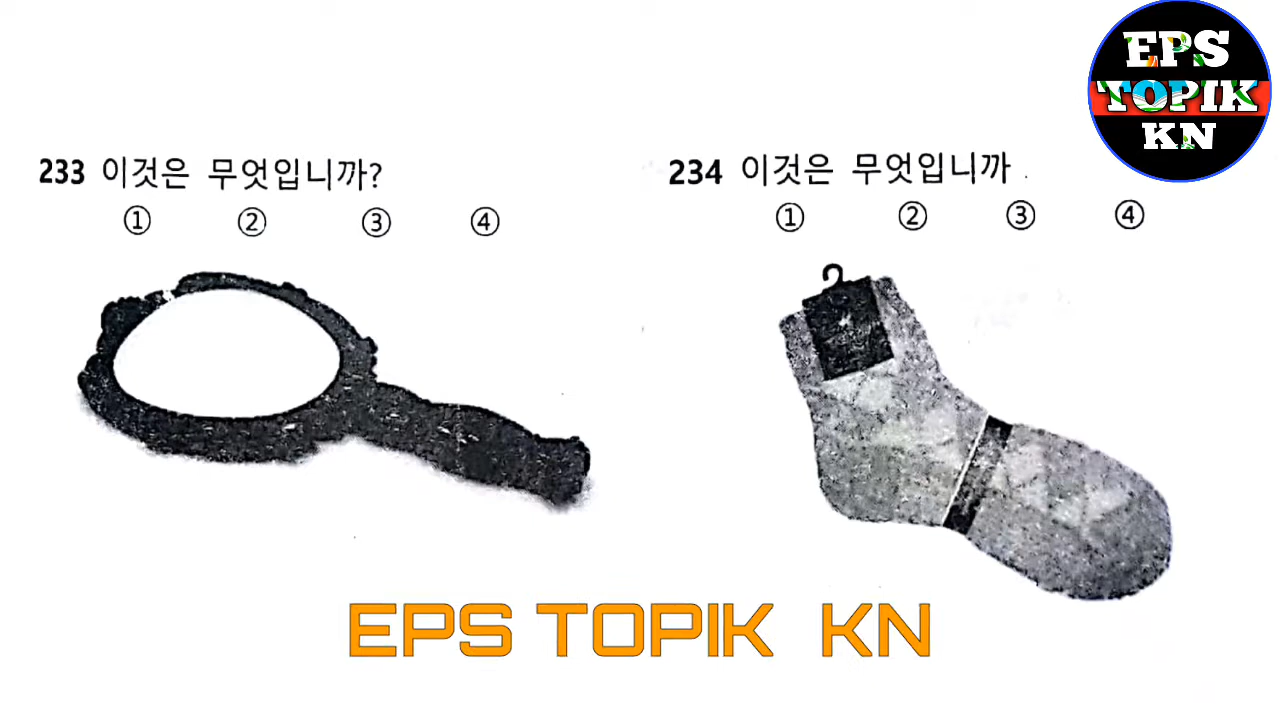 EPS
TOPIK
KN
233 이것은 무엇입니까?
① ② ③ ④
234 이것은 무엇입니까
① ② ③ ④
EPS TOPIK KN